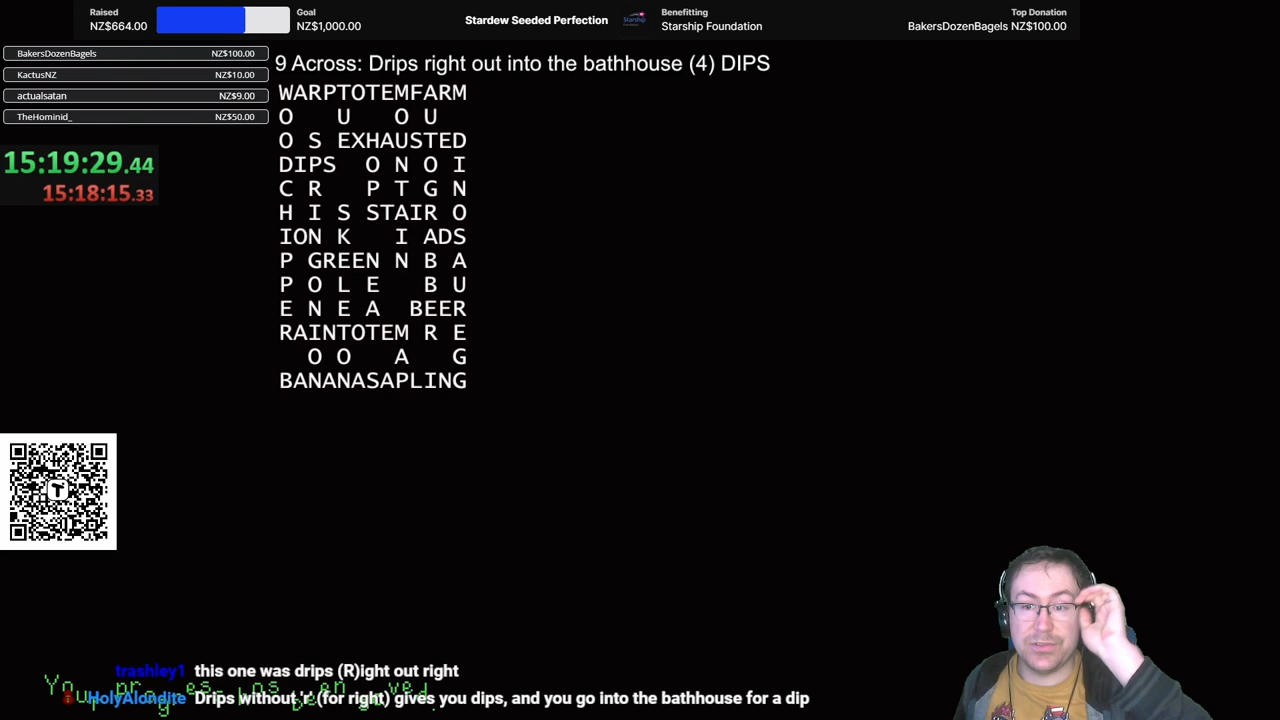 Raised
NZ$664.00
Goal
NZ$1,000.00
Stardew Seeded Perfection
Starship
Benefitting
Starship Foundation
Top Donation
BakersDozenBagels NZ$100.00
BakersDozenBagels NZ$100.00
KactusNZ NZ$10.00
actualsatan NZ$9.00
TheHominid_ NZ$50.00
15:19:29.44
15:18:15.33
9 Across: Drips right out into the bathhouse (4) DIPS
WARPTOTEMFARM
O U O U
O S EXHAUSTED
DIPS O N O I
C R P T G N
H I S STAIR O
ION K I ADS
P GREEN N B A
P O L E B U
E N E A BEER
RAINTOTEM R E
O O A G
BANANASAPLING
trashley1 this one was drips (R)ight out right
HolyAlondite Drips without 'r' (for right) gives you dips, and you go into the bathhouse for a dip